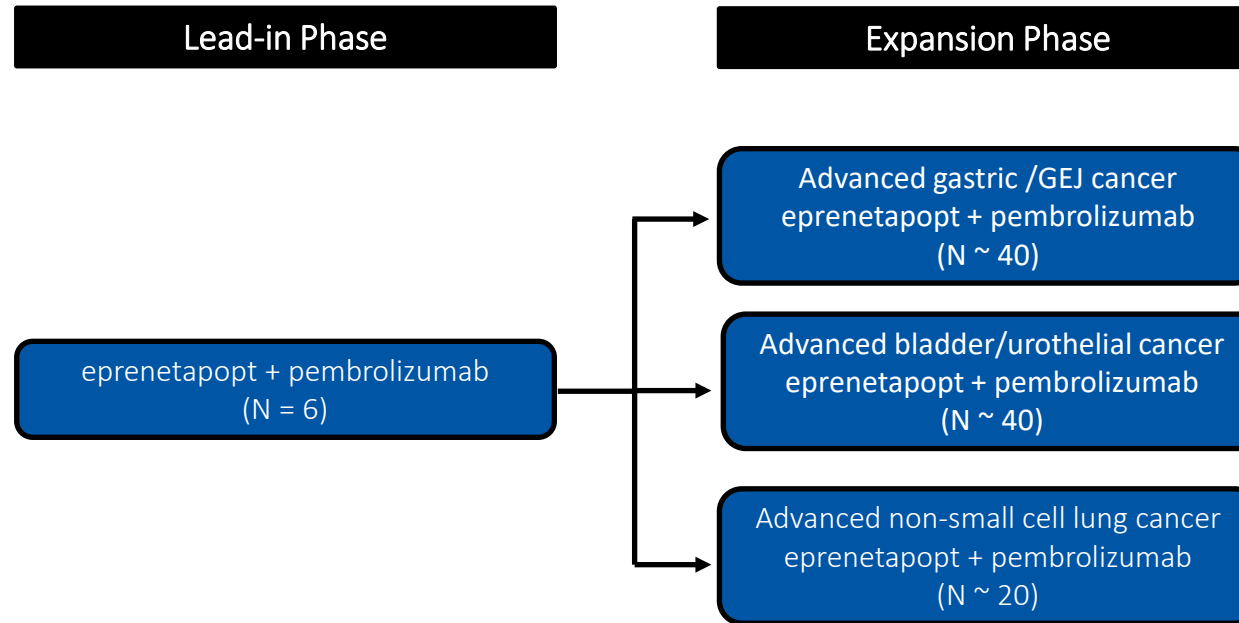 Lead-in Phase
Expansion Phase
eprenetapopt + pembrolizumab
(N = 6)
Advanced gastric /GEJ cancer
eprenetapopt + pembrolizumab
(N ~ 40)
Advanced bladder/urothelial cancer
eprenetapopt + pembrolizumab
(N ~ 40)
Advanced non-small cell lung cancer
eprenetapopt + pembrolizumab
(N ~ 20)